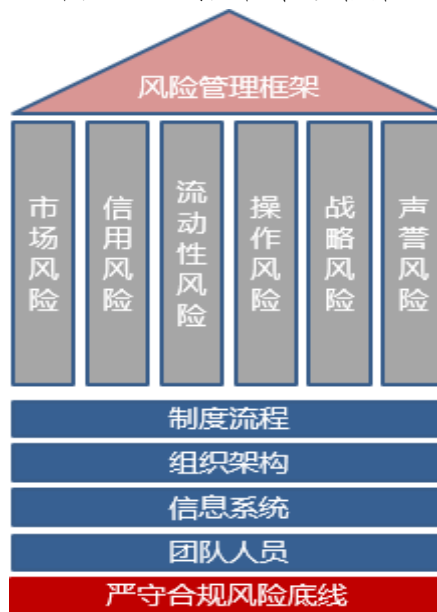 风险管理框架
市场风险
信用风险
流动性风险
操作风险
战略风险
声誉风险
制度流程
组织架构
信息系统
团队人员
严守合规风险底线